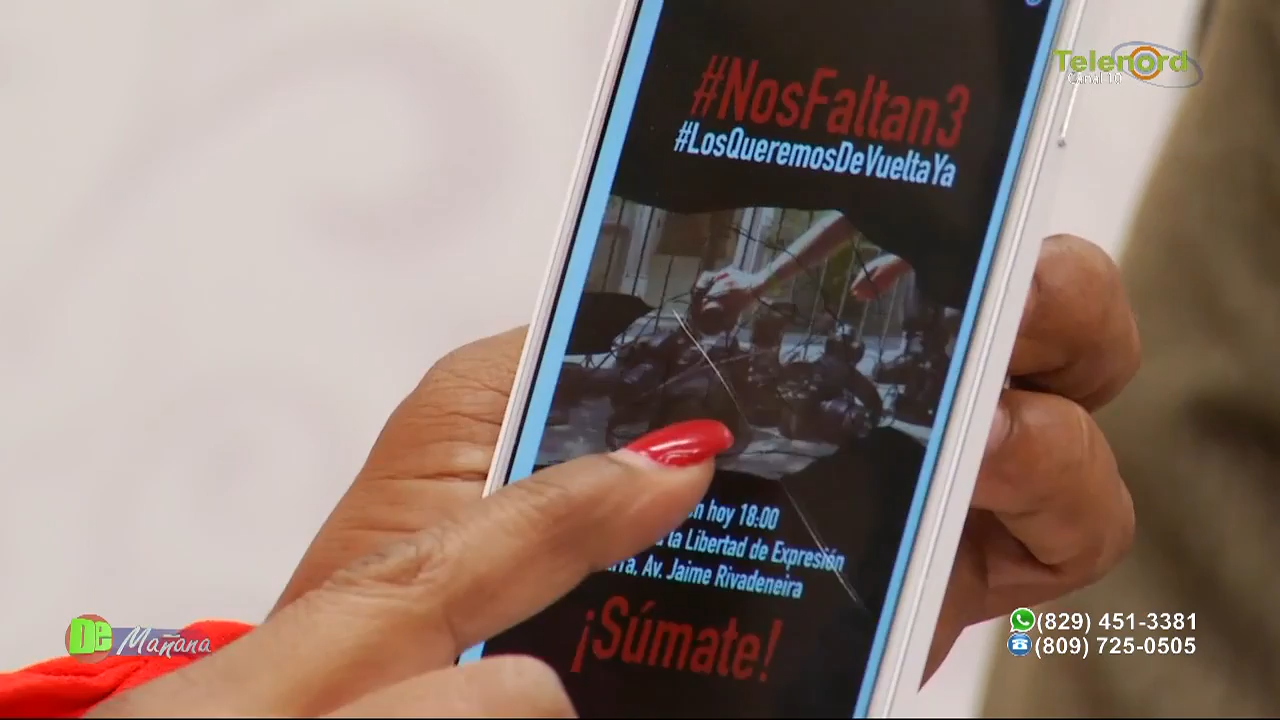 #NosFaltan3
#LosQueremosDeVueltaYa
hoy 18:00
la Libertad de Expresión
Av. Jaime Rivadeneira
¡Súmate!
Telenord
Canal 10
De Mañana
(829) 451-3381
(809) 725-0505